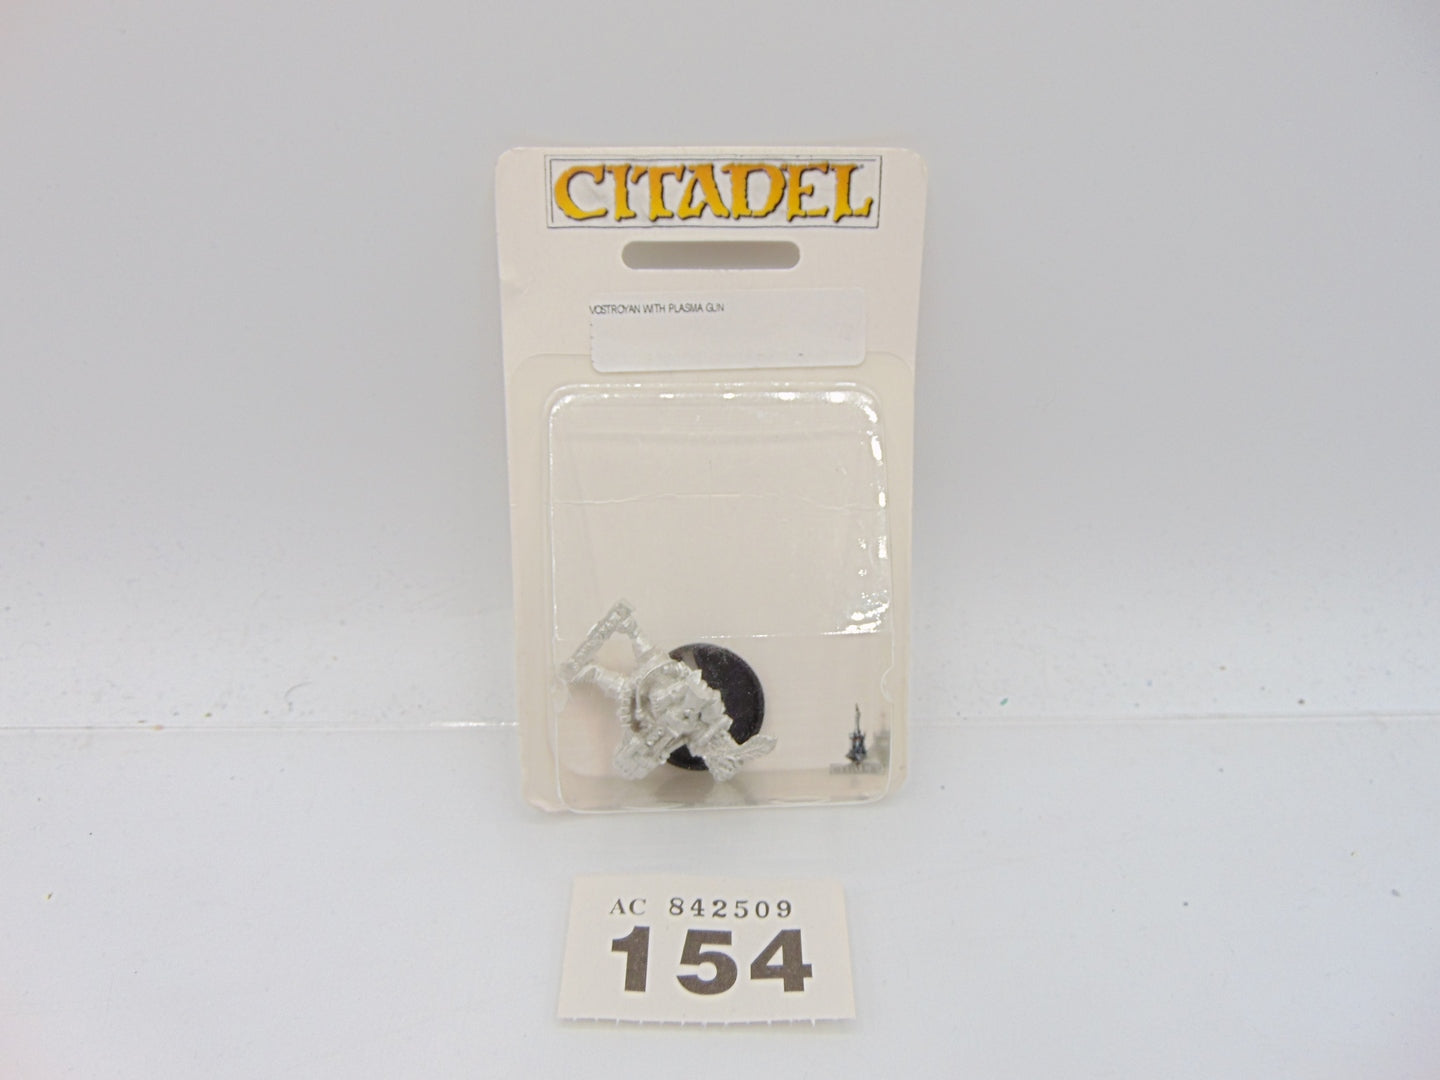 CITADEL
VOSTROYAN WITH PLASMA GUN
AC 842509
154